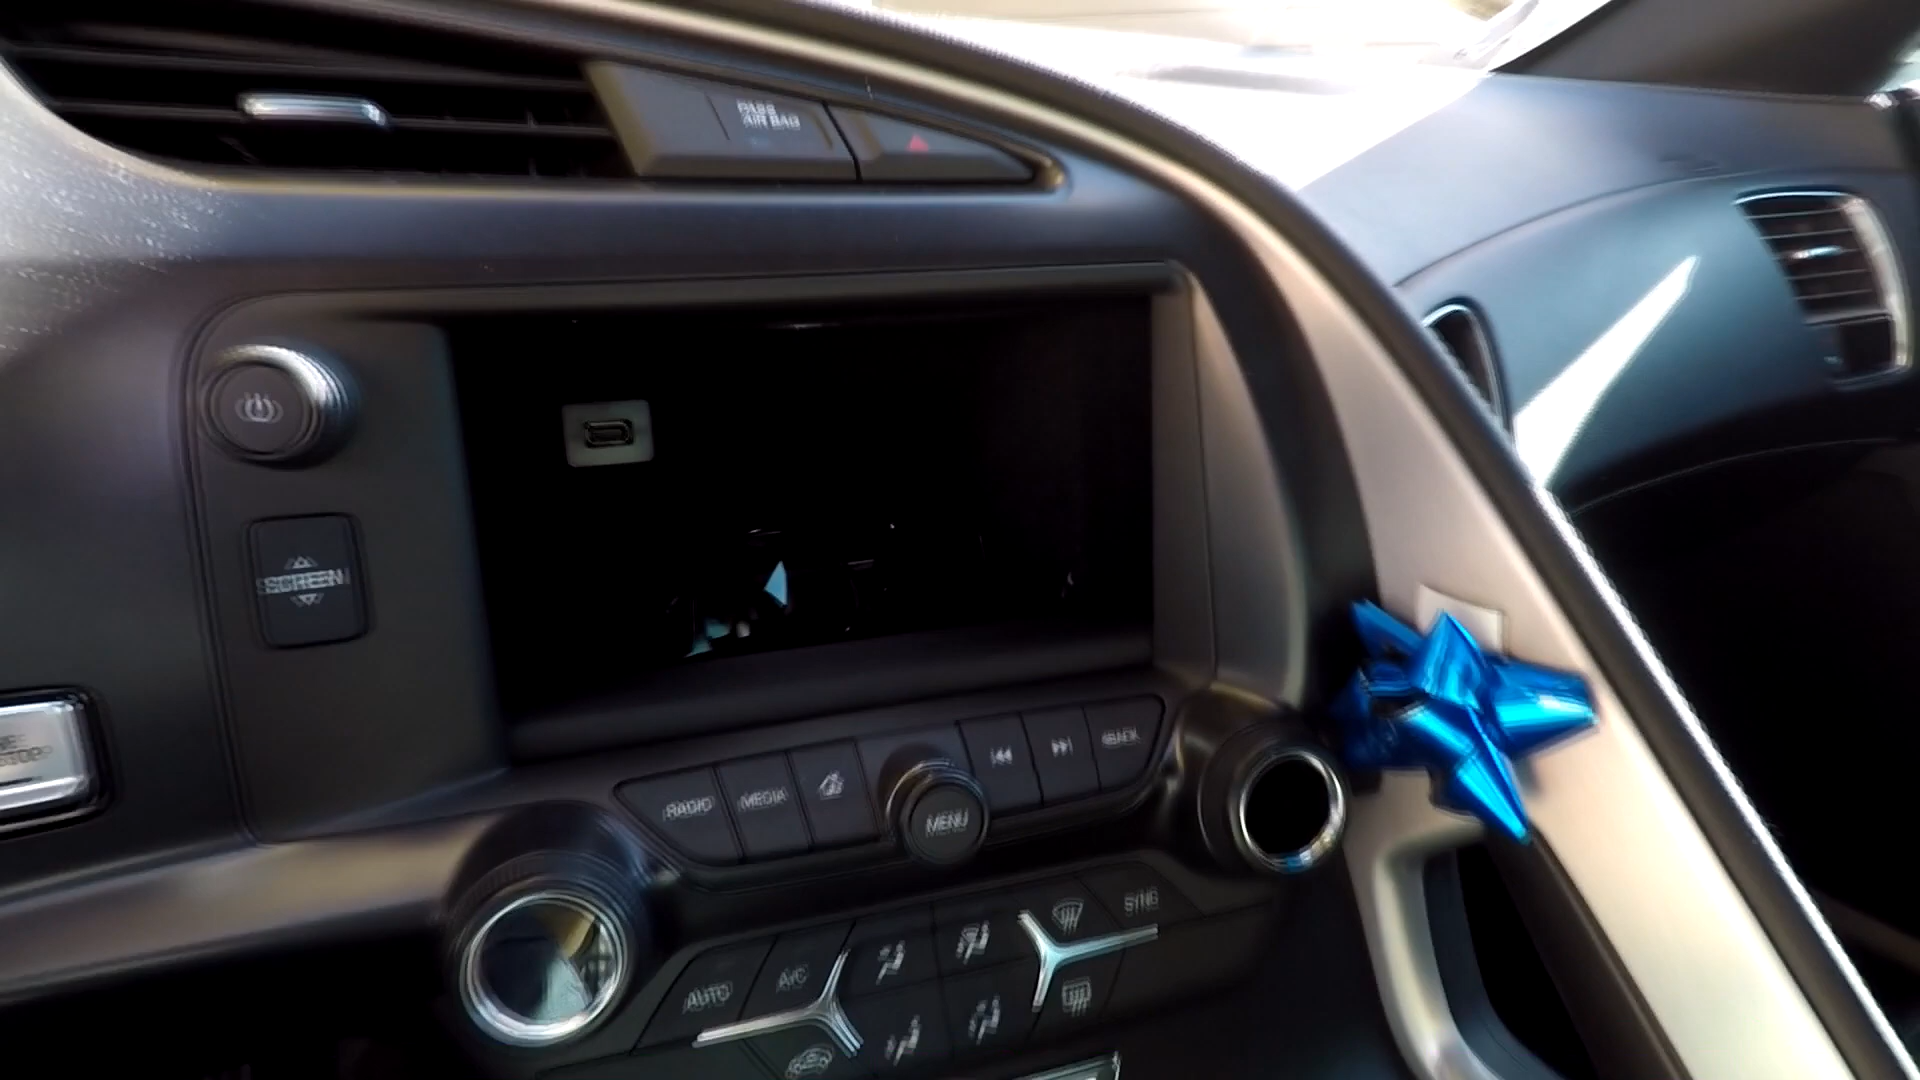 PASS
AIR BAG
SCREEN
RADIO
MEDIA
MENU
BACK
AUTO
A/C
SYNC